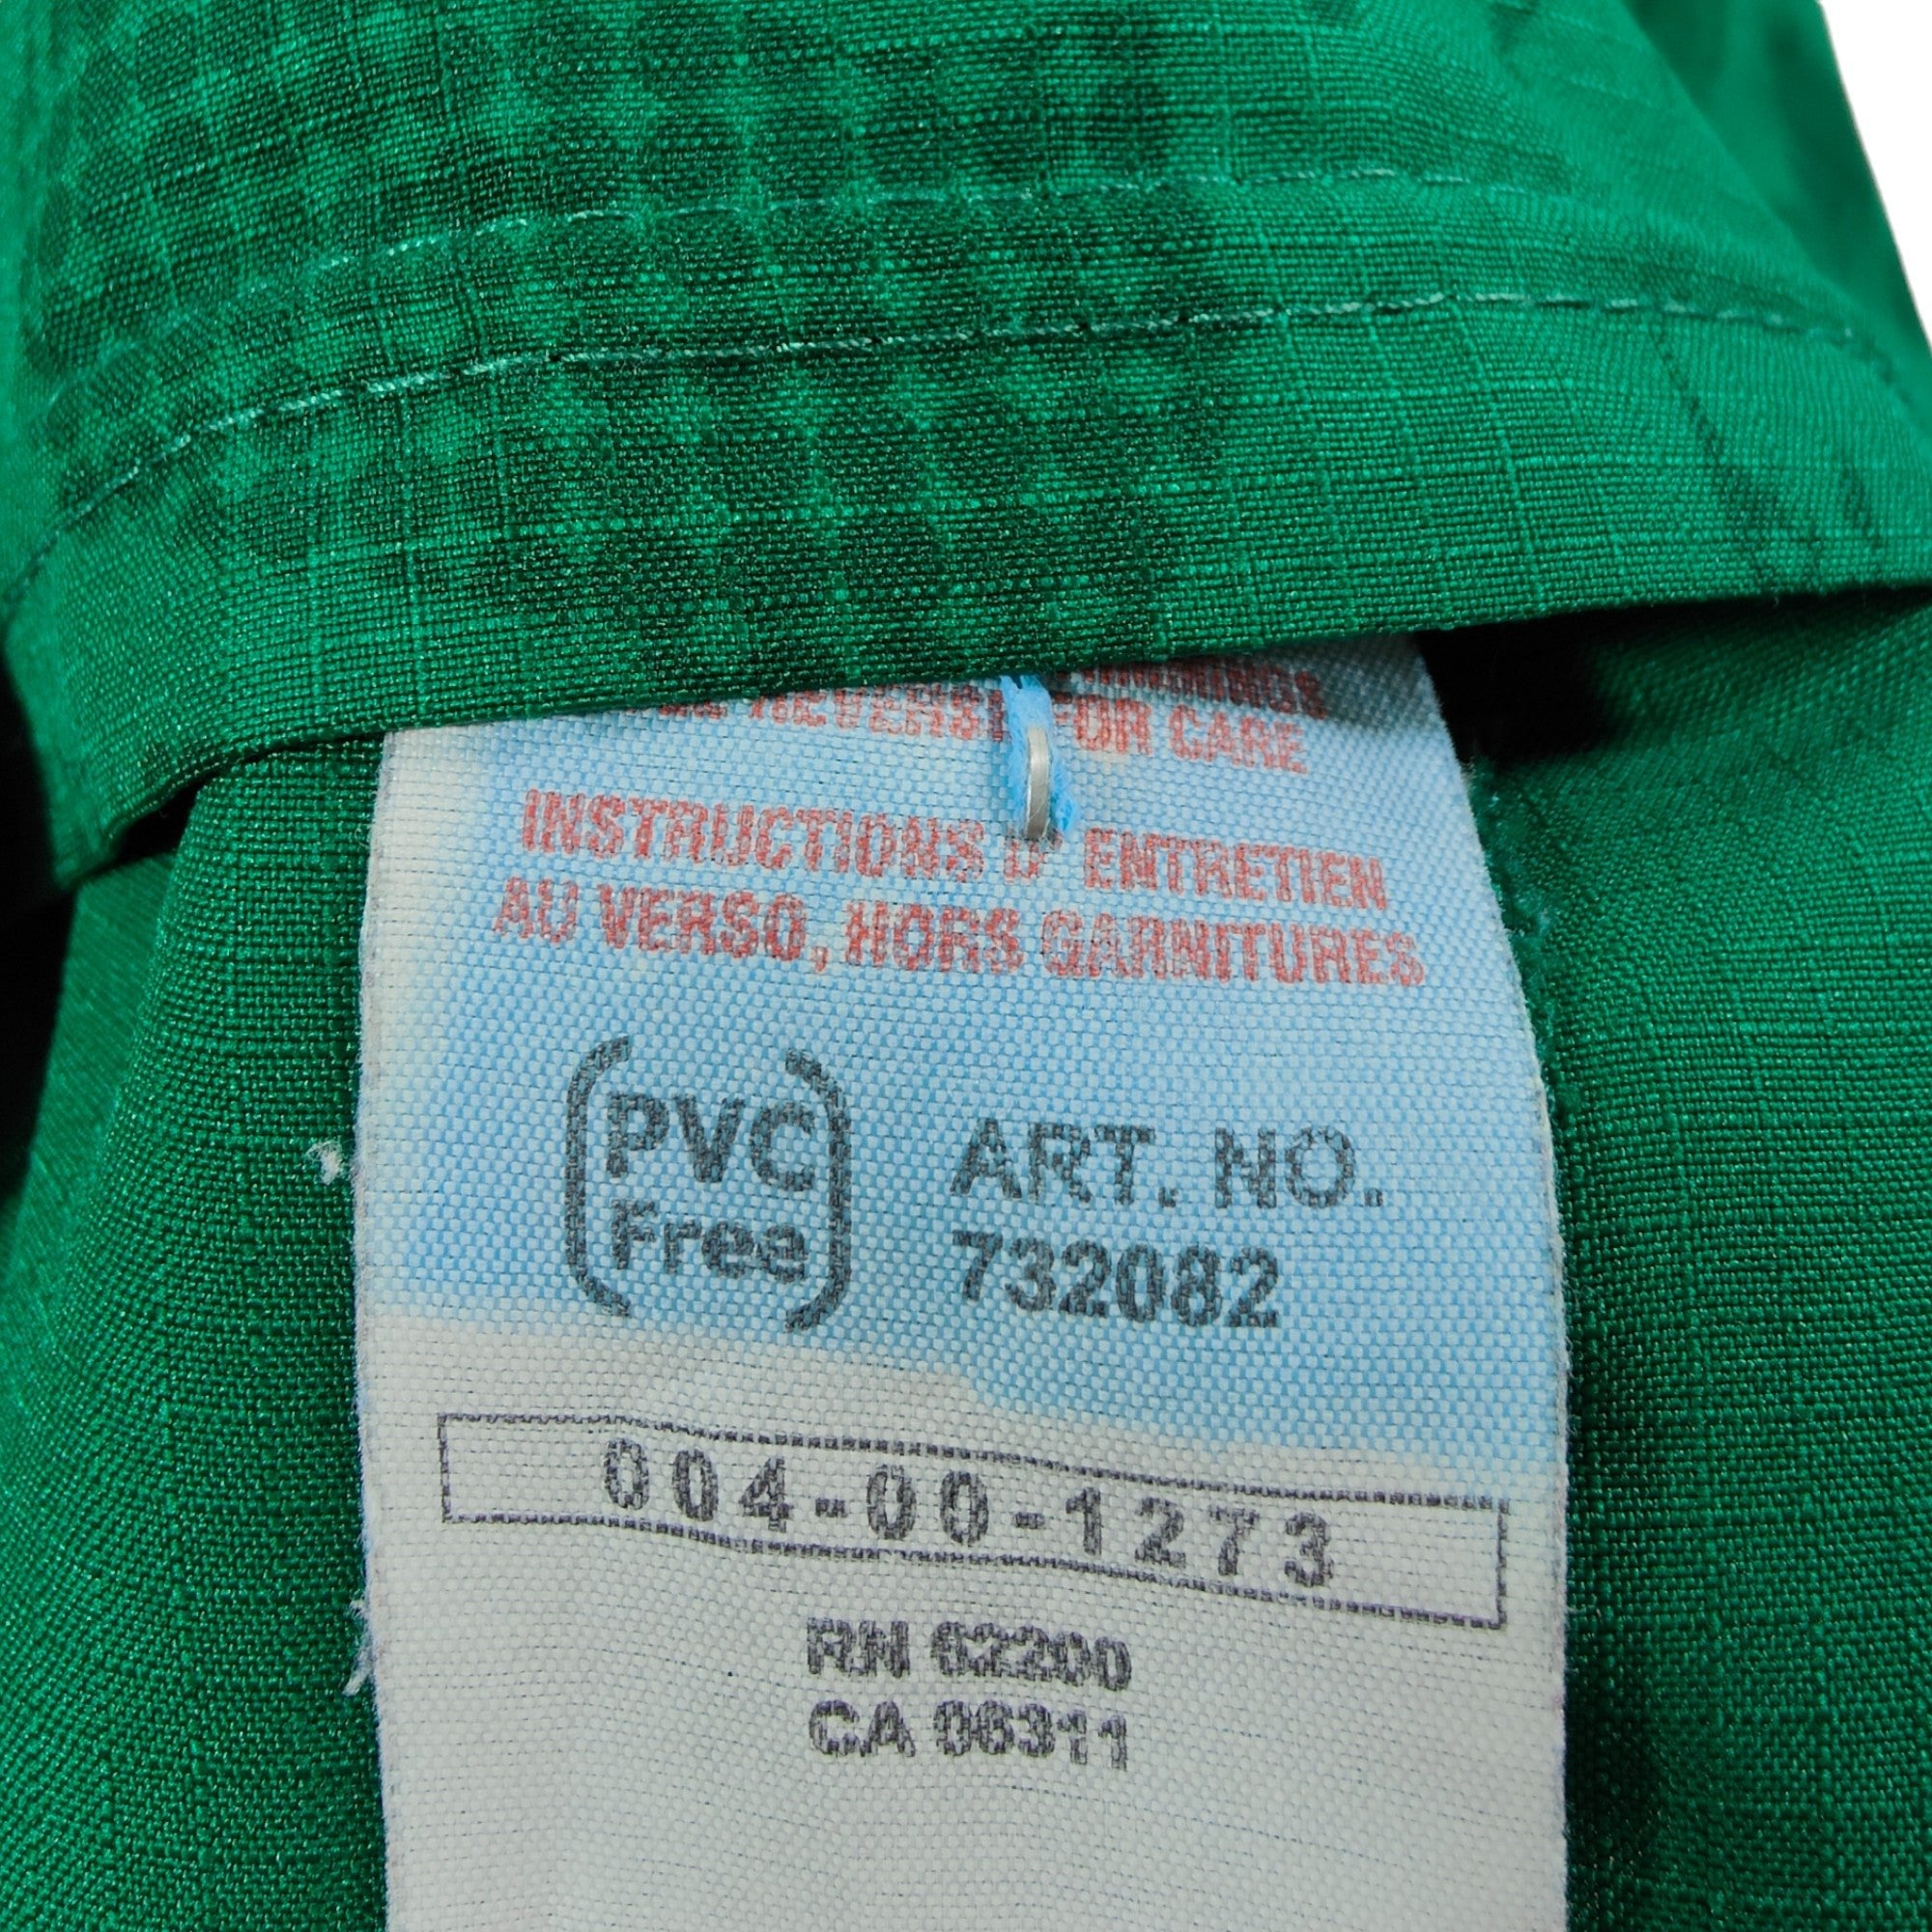 REVERSE FOR CARE
INSTRUCTIONS D' ENTRETIEN
AU VERSO, HORS GARNITURES
(PVC Free)
ART. NO.
732082
004-00-1273
RN 62200
CA 06311